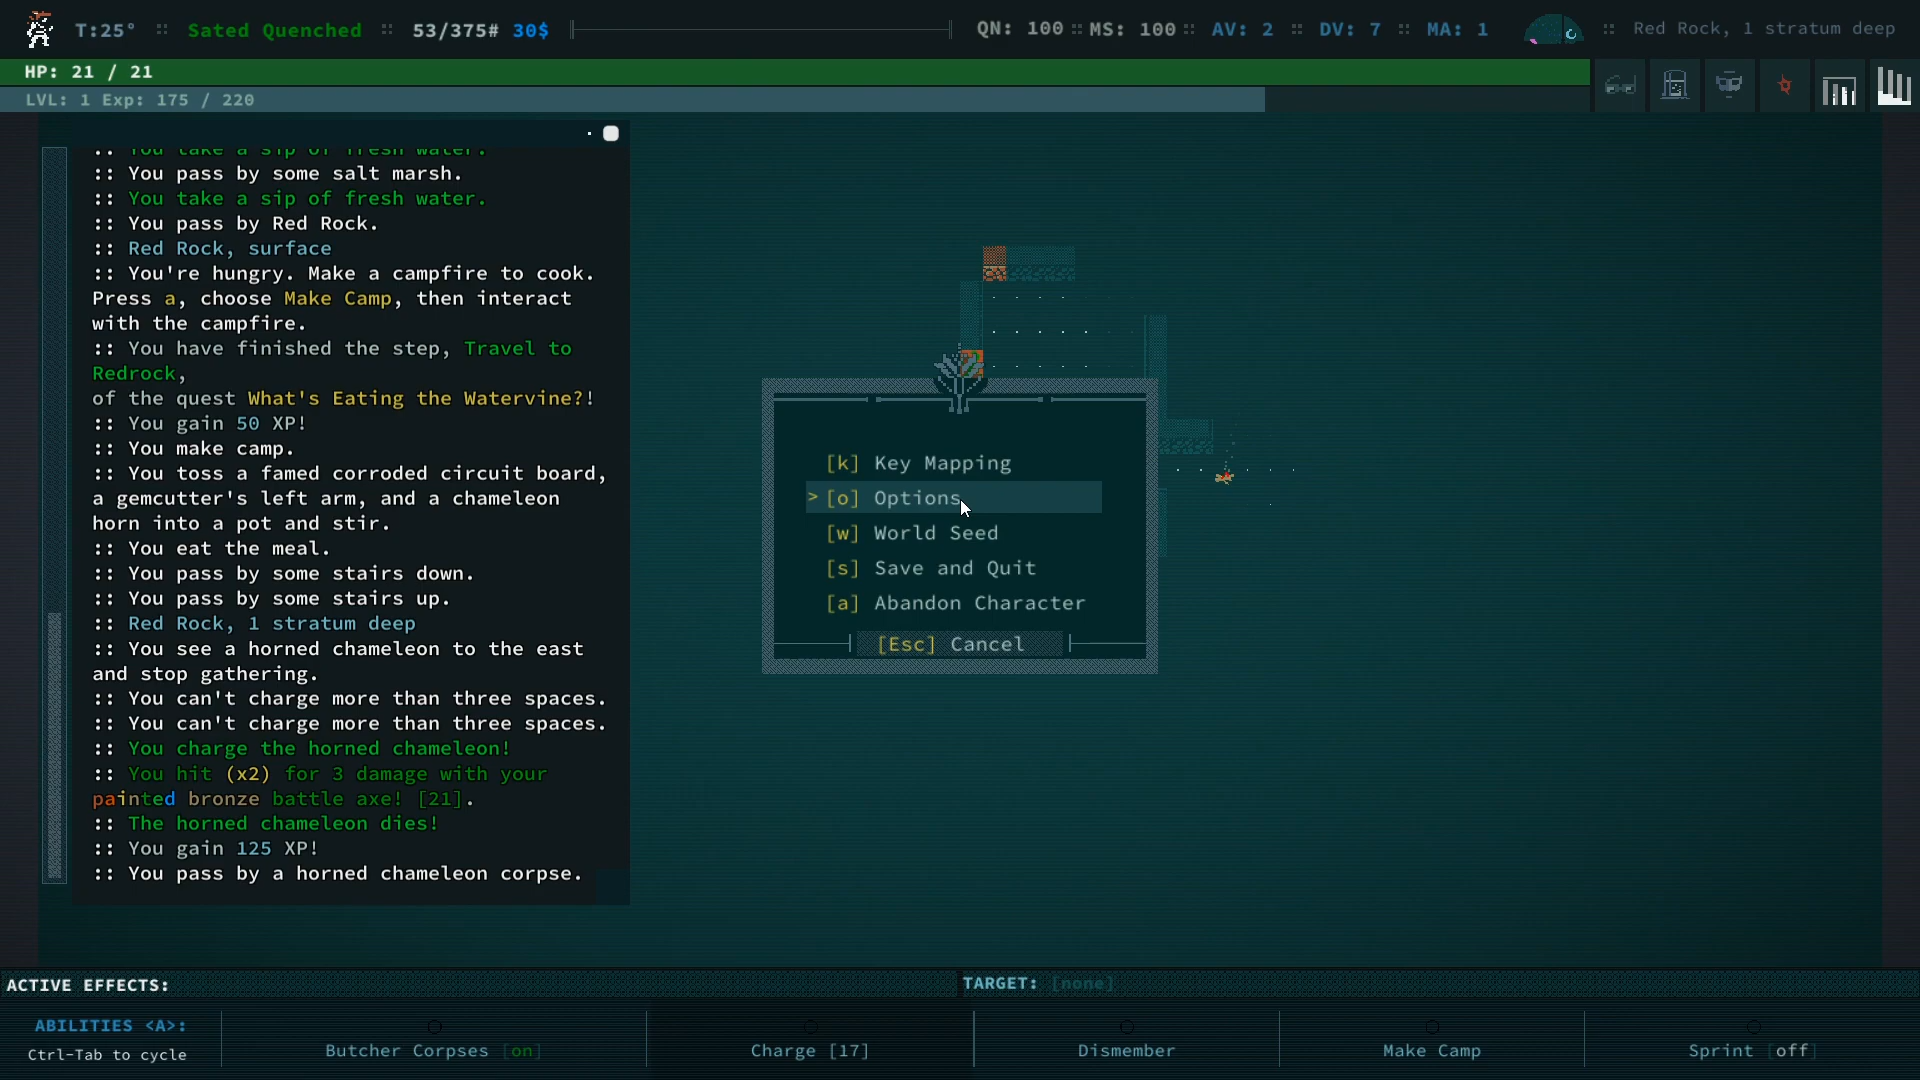 T:25° :: Sated Quenched :: 53/375# 30$ QN: 100 :: MS: 100 :: AV: 2 :: DV: 7 :: MA: 1 :: Red Rock, 1 stratum deep
HP: 21 / 21
LVL: 1 Exp: 175 / 220
:: You take a sip of fresh water.
:: You pass by some salt marsh.
:: You take a sip of fresh water.
:: You pass by Red Rock.
:: Red Rock, surface
:: You're hungry. Make a campfire to cook.
Press a, choose Make Camp, then interact
with the campfire.
:: You have finished the step, Travel to
Redrock,
of the quest What's Eating the Watervine?!
:: You gain 50 XP!
:: You make camp.
:: You toss a famed corroded circuit board,
a gemcutter's left arm, and a chameleon
horn into a pot and stir.
:: You eat the meal.
:: You pass by some stairs down.
:: You pass by some stairs up.
:: Red Rock, 1 stratum deep
:: You see a horned chameleon to the east
and stop gathering.
:: You can't charge more than three spaces.
:: You can't charge more than three spaces.
:: You charge the horned chameleon!
:: You hit (x2) for 3 damage with your
painted bronze battle axe! [21].
:: The horned chameleon dies!
:: You gain 125 XP!
:: You pass by a horned chameleon corpse.
[k] Key Mapping
> [o] Options
[w] World Seed
[s] Save and Quit
[a] Abandon Character
[Esc] Cancel
ACTIVE EFFECTS:
TARGET: [none]
ABILITIES <A>:
Ctrl-Tab to cycle
Butcher Corpses [on]
Charge [17]
Dismember
Make Camp
Sprint [off]